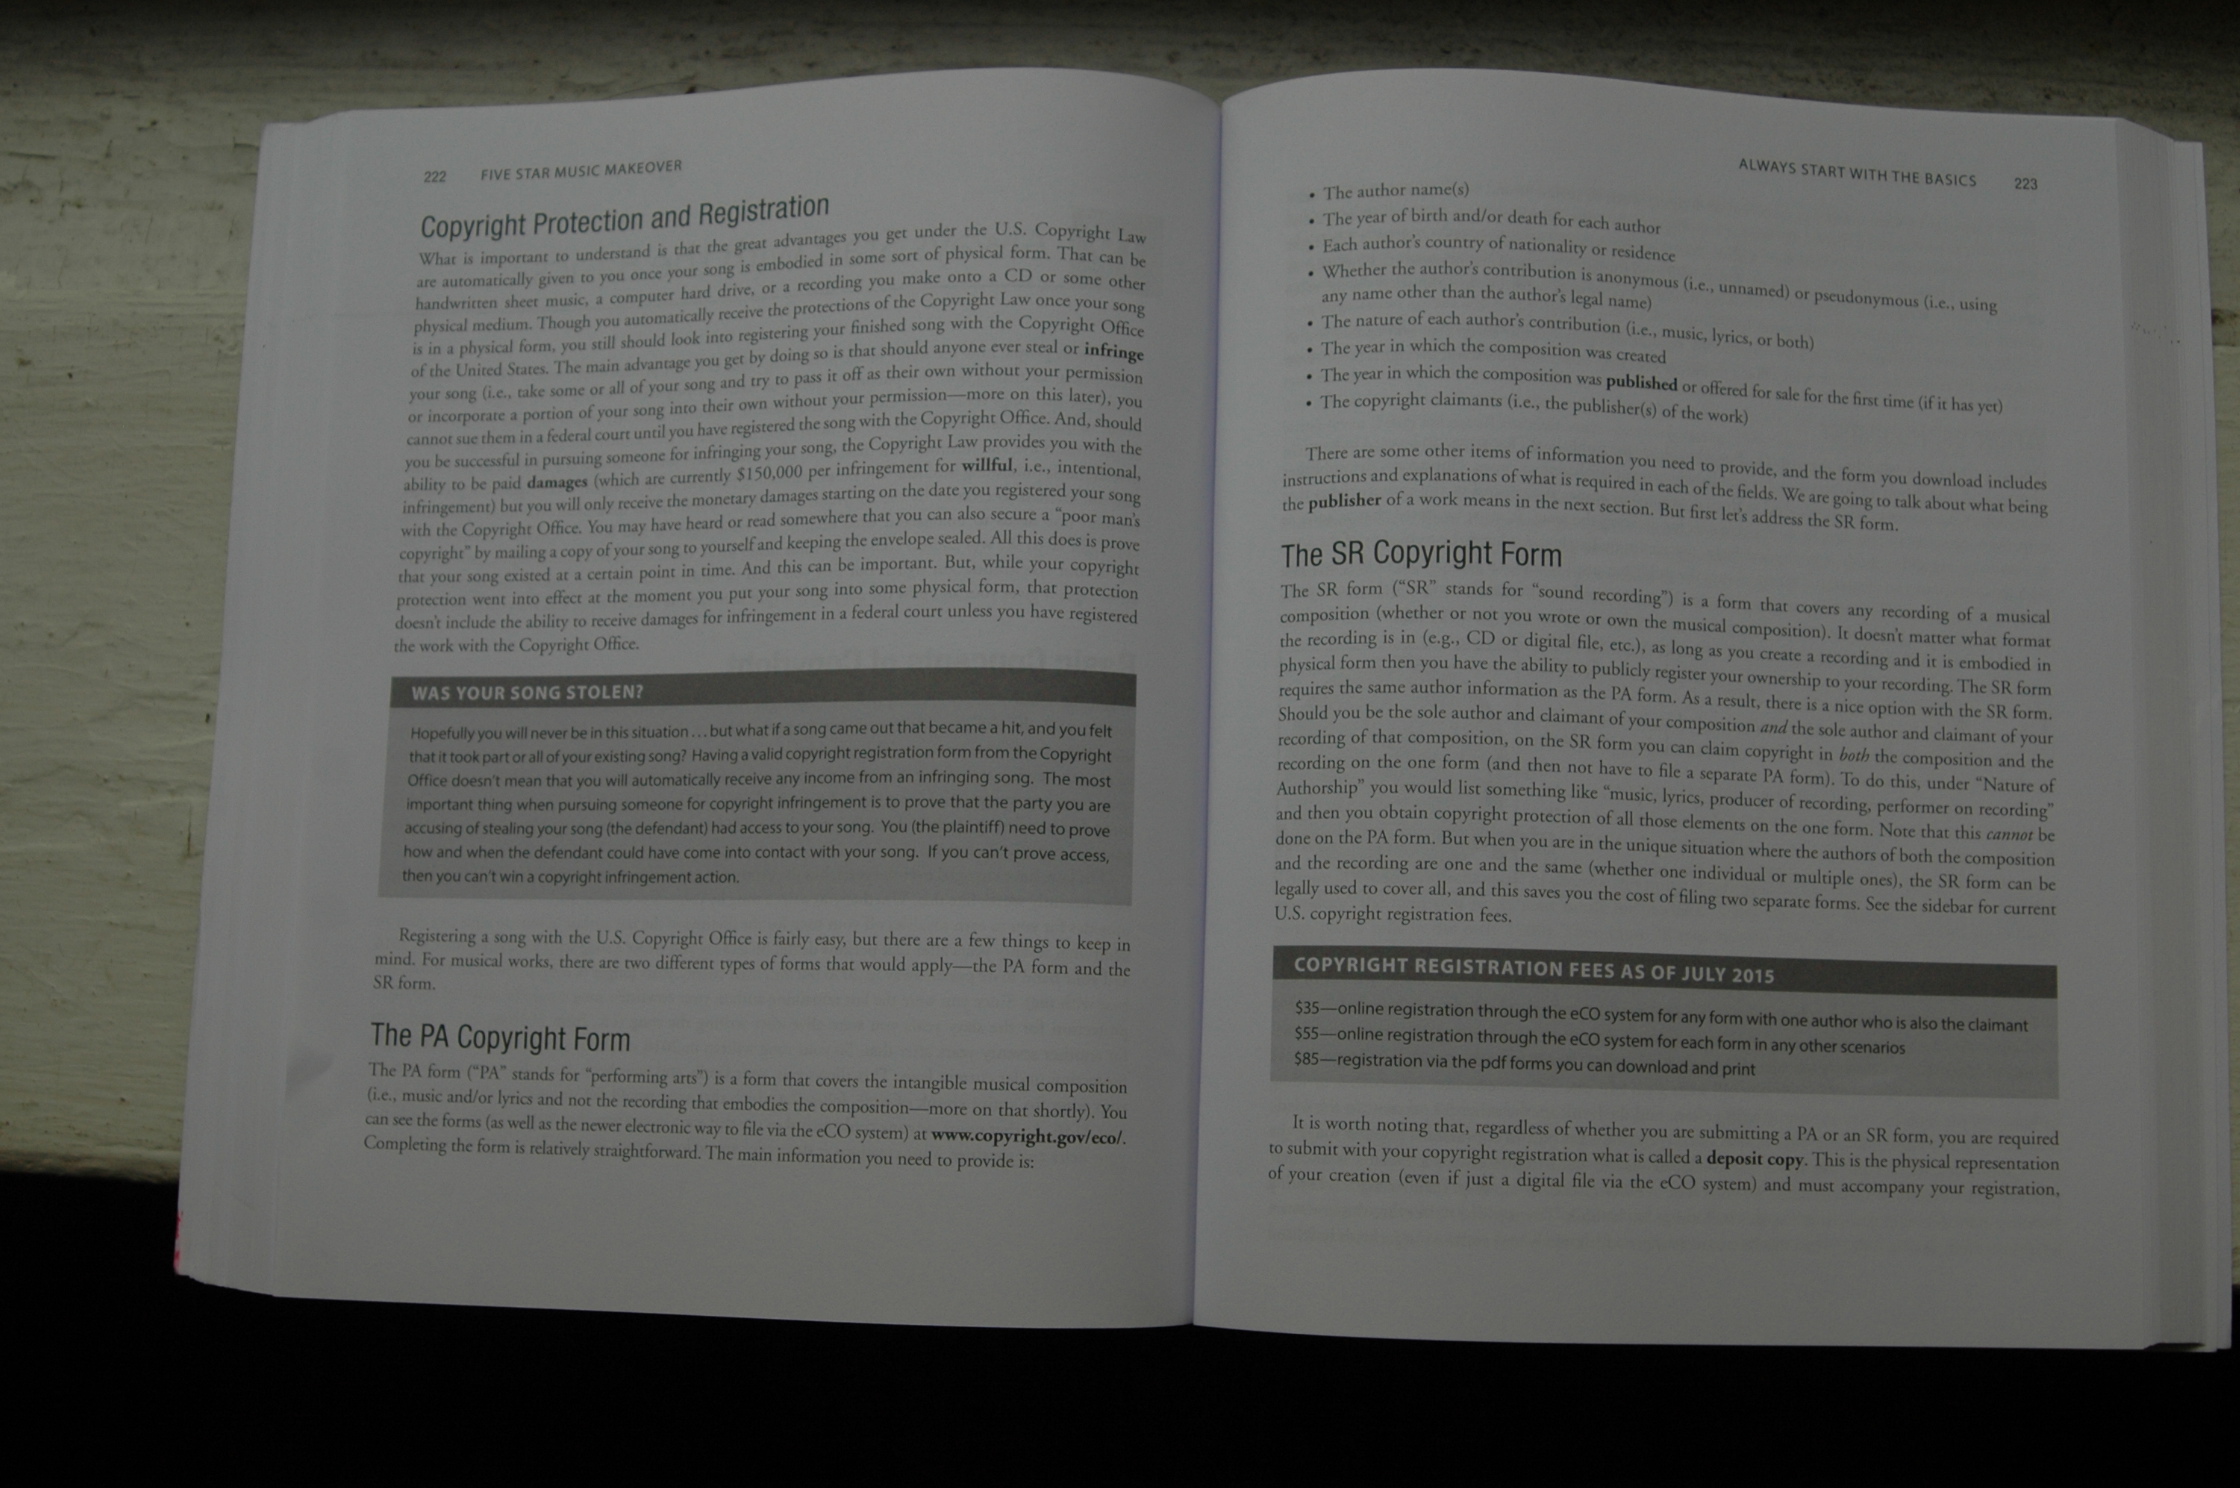 222 FIVE STAR MUSIC MAKEOVER
Copyright Protection and Registration
What is important to understand is that the great advantages you get under the U.S. Copyright Law
are automatically given to you once your song is embodied in some sort of physical form. That can be
handwritten sheet music, a computer hard drive, or a recording you make onto a CD or some other
physical medium. Though you automatically receive the protections of the Copyright Law once your song
is in a physical form, you still should look into registering your finished song with the Copyright Office
of the United States. The main advantage you get by doing so is that should anyone ever steal or infringe
your song (i.e., take some or all of your song and try to pass it off as their own without your permission
or incorporate a portion of your song into their own without your permission—more on this later), you
cannot sue them in a federal court until you have registered the song with the Copyright Office. And, should
you be successful in pursuing someone for infringing your song, the Copyright Law provides you with the
ability to be paid damages (which are currently $150,000 per infringement for willful, i.e., intentional,
infringement) but you will only receive the monetary damages starting on the date you registered your song
with the Copyright Office. You may have heard or read somewhere that you can also secure a “poor man's
copyright” by mailing a copy of your song to yourself and keeping the envelope sealed. All this does is prove
that your song existed at a certain point in time. And this can be important. But, while your copyright
protection went into effect at the moment you put your song into some physical form, that protection
doesn't include the ability to receive damages for infringement in a federal court unless you have registered
the work with the Copyright Office.
WAS YOUR SONG STOLEN?
Hopefully you will never be in this situation . . . but what if a song came out that became a hit, and you felt
that it took part or all of your existing song? Having a valid copyright registration form from the Copyright
Office doesn't mean that you will automatically receive any income from an infringing song. The most
important thing when pursuing someone for copyright infringement is to prove that the party you are
accusing of stealing your song (the defendant) had access to your song. You (the plaintiff) need to prove
how and when the defendant could have come into contact with your song. If you can't prove access,
then you can't win a copyright infringement action.
Registering a song with the U.S. Copyright Office is fairly easy, but there are a few things to keep in
mind. For musical works, there are two different types of forms that would apply—the PA form and the
SR form.
The PA Copyright Form
The PA form (“PA” stands for “performing arts”) is a form that covers the intangible musical composition
(i.e., music and/or lyrics and not the recording that embodies the composition—more on that shortly). You
can see the forms (as well as the newer electronic way to file via the eCO system) at www.copyright.gov/eco/.
Completing the form is relatively straightforward. The main information you need to provide is:
ALWAYS START WITH THE BASICS 223
• The author name(s)
• The year of birth and/or death for each author
• Each author's country of nationality or residence
• Whether the author's contribution is anonymous (i.e., unnamed) or pseudonymous (i.e., using
any name other than the author's legal name)
• The nature of each author's contribution (i.e., music, lyrics, or both)
• The year in which the composition was created
• The year in which the composition was published or offered for sale for the first time (if it has yet)
• The copyright claimants (i.e., the publisher(s) of the work)
There are some other items of information you need to provide, and the form you download includes
instructions and explanations of what is required in each of the fields. We are going to talk about what being
the publisher of a work means in the next section. But first let's address the SR form.
The SR Copyright Form
The SR form (“SR” stands for “sound recording”) is a form that covers any recording of a musical
composition (whether or not you wrote or own the musical composition). It doesn't matter what format
the recording is in (e.g., CD or digital file, etc.), as long as you create a recording and it is embodied in
physical form then you have the ability to publicly register your ownership to your recording. The SR form
requires the same author information as the PA form. As a result, there is a nice option with the SR form.
Should you be the sole author and claimant of your composition and the sole author and claimant of your
recording of that composition, on the SR form you can claim copyright in both the composition and the
recording on the one form (and then not have to file a separate PA form). To do this, under “Nature of
Authorship” you would list something like “music, lyrics, producer of recording, performer on recording”
and then you obtain copyright protection of all those elements on the one form. Note that this cannot be
done on the PA form. But when you are in the unique situation where the authors of both the composition
and the recording are one and the same (whether one individual or multiple ones), the SR form can be
legally used to cover all, and this saves you the cost of filing two separate forms. See the sidebar for current
U.S. copyright registration fees.
COPYRIGHT REGISTRATION FEES AS OF JULY 2015
$35—online registration through the eCO system for any form with one author who is also the claimant
$55—online registration through the eCO system for each form in any other scenarios
$85—registration via the pdf forms you can download and print
It is worth noting that, regardless of whether you are submitting a PA or an SR form, you are required
to submit with your copyright registration what is called a deposit copy. This is the physical representation
of your creation (even if just a digital file via the eCO system) and must accompany your registration,